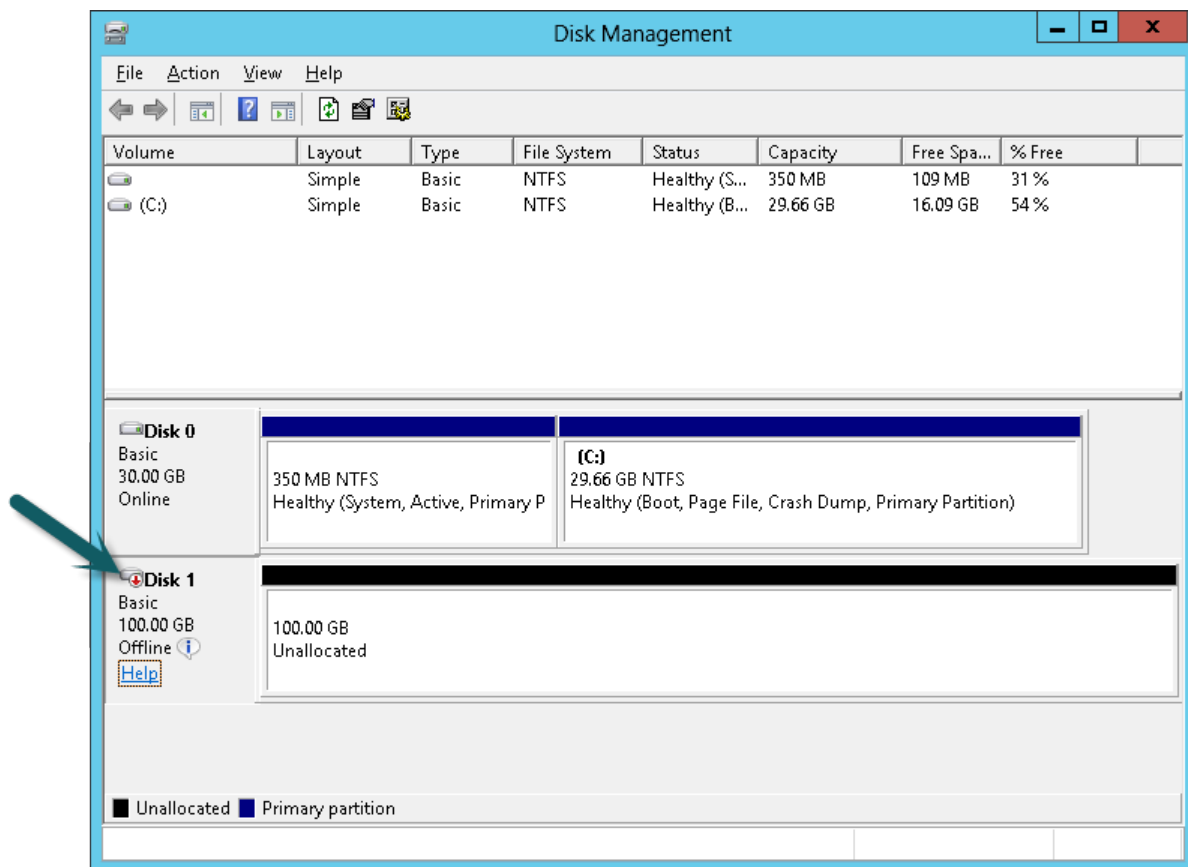 Disk Management
File Action View Help
Volume Layout Type File System Status Capacity Free Spa... % Free
Simple Basic NTFS Healthy (S... 350 MB 109 MB 31 %
(C:) Simple Basic NTFS Healthy (B... 29.66 GB 16.09 GB 54 %
Disk 0
Basic
30.00 GB
Online
350 MB NTFS
Healthy (System, Active, Primary P
(C:)
29.66 GB NTFS
Healthy (Boot, Page File, Crash Dump, Primary Partition)
Disk 1
Basic
100.00 GB
Offline
Help
100.00 GB
Unallocated
Unallocated Primary partition